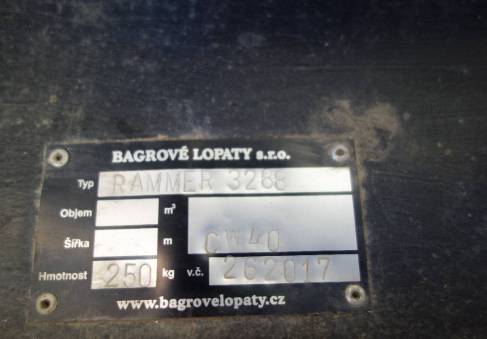 BAGROVÉ LOPATY s.r.o.
Typ RAMMER 3288
Objem m³
Šířka m CW40
Hmotnost 250 kg v.č. 262017
www.bagrovelopaty.cz